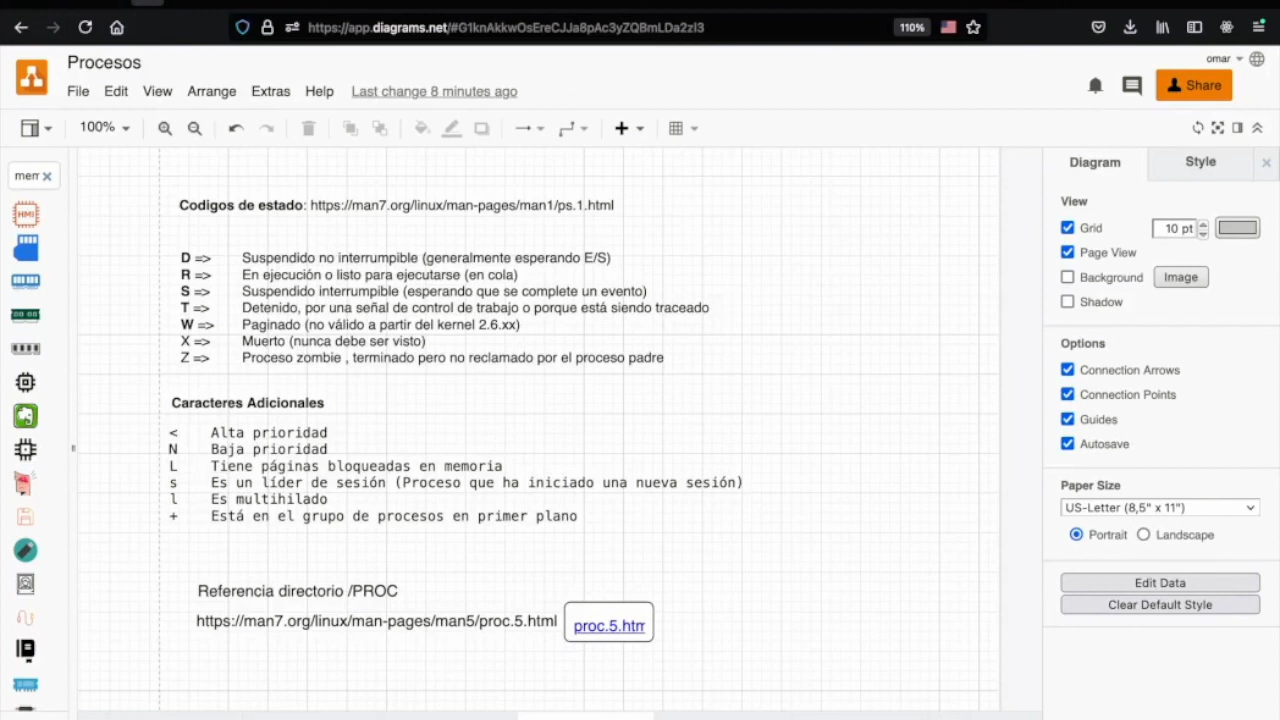 https://app.diagrams.net/#G1knAkkwOsEreCJJa8pAc3yZQBmLDa2zI3
110%
Procesos
omar
File Edit View Arrange Extras Help Last change 8 minutes ago
Share
100%
mem
HMI
Diagram Style
View
Grid 10 pt
Page View
Background Image
Shadow
Options
Connection Arrows
Connection Points
Guides
Autosave
Paper Size
US-Letter (8,5" x 11")
Portrait Landscape
Edit Data
Clear Default Style
Codigos de estado: https://man7.org/linux/man-pages/man1/ps.1.html
D => Suspendido no interrumpible (generalmente esperando E/S)
R => En ejecución o listo para ejecutarse (en cola)
S => Suspendido interrumpible (esperando que se complete un evento)
T => Detenido, por una señal de control de trabajo o porque está siendo traceado
W => Paginado (no válido a partir del kernel 2.6.xx)
X => Muerto (nunca debe ser visto)
Z => Proceso zombie , terminado pero no reclamado por el proceso padre
Caracteres Adicionales
< Alta prioridad
N Baja prioridad
L Tiene páginas bloqueadas en memoria
s Es un líder de sesión (Proceso que ha iniciado una nueva sesión)
l Es multihilado
+ Está en el grupo de procesos en primer plano
Referencia directorio /PROC
https://man7.org/linux/man-pages/man5/proc.5.html
proc.5.htm